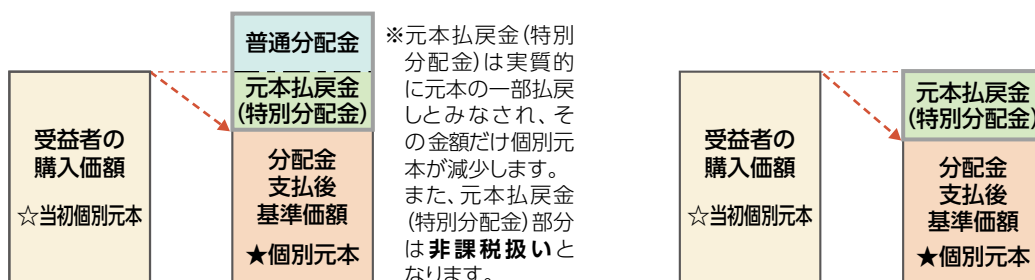 普通分配金
元本払戻金
(特別分配金)
受益者の
購入価額
☆当初個別元本
分配金
支払後
基準価額
★個別元本
※元本払戻金(特別
分配金)は実質的
に元本の一部払戻
しとみなされ、そ
の金額だけ個別元
本が減少します。
また、元本払戻金
(特別分配金)部分
は非課税扱いと
なります。
受益者の
購入価額
☆当初個別元本
元本払戻金
(特別分配金)
分配金
支払後
基準価額
★個別元本